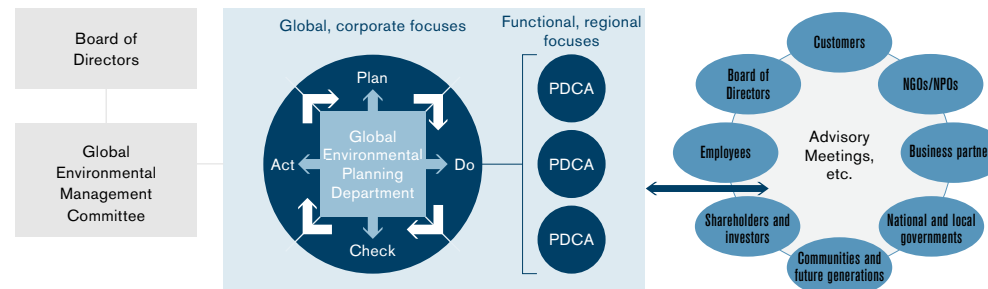 Board of
Directors
Global
Environmental
Management
Committee
Global, corporate focuses
Plan
Act
Global
Environmental
Planning
Department
Do
Check
Functional, regional
focuses
PDCA
PDCA
PDCA
Customers
Board of
Directors
NGOs/NPOs
Employees
Advisory
Meetings,
etc.
Business partne
Shareholders and
investors
National and local
governments
Communities and
future generations